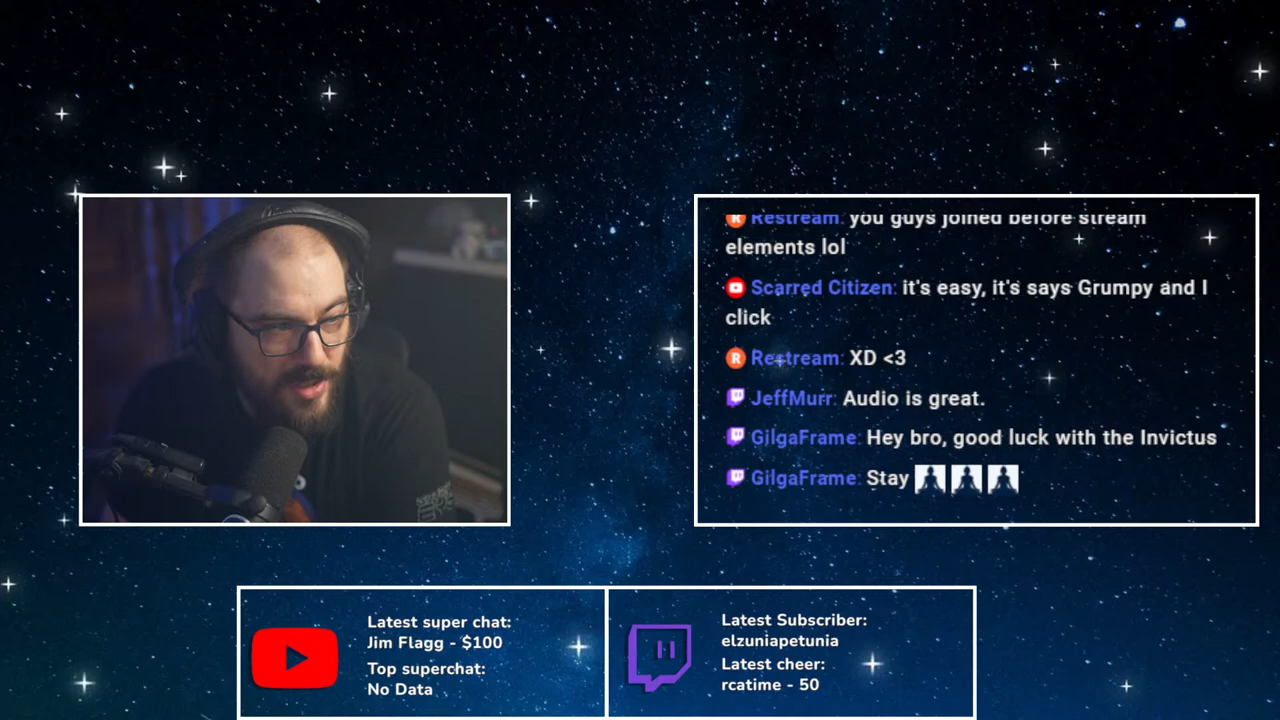 Restream: you guys joined before stream
elements lol
Scarred Citizen: it's easy, it's says Grumpy and I
click
Restream: XD <3
JeffMurr: Audio is great.
GilgaFrame: Hey bro, good luck with the Invictus
GilgaFrame: Stay
Latest super chat:
Jim Flagg - $100
Top superchat:
No Data
Latest Subscriber:
elzuniapetunia
Latest cheer:
rcatime - 50